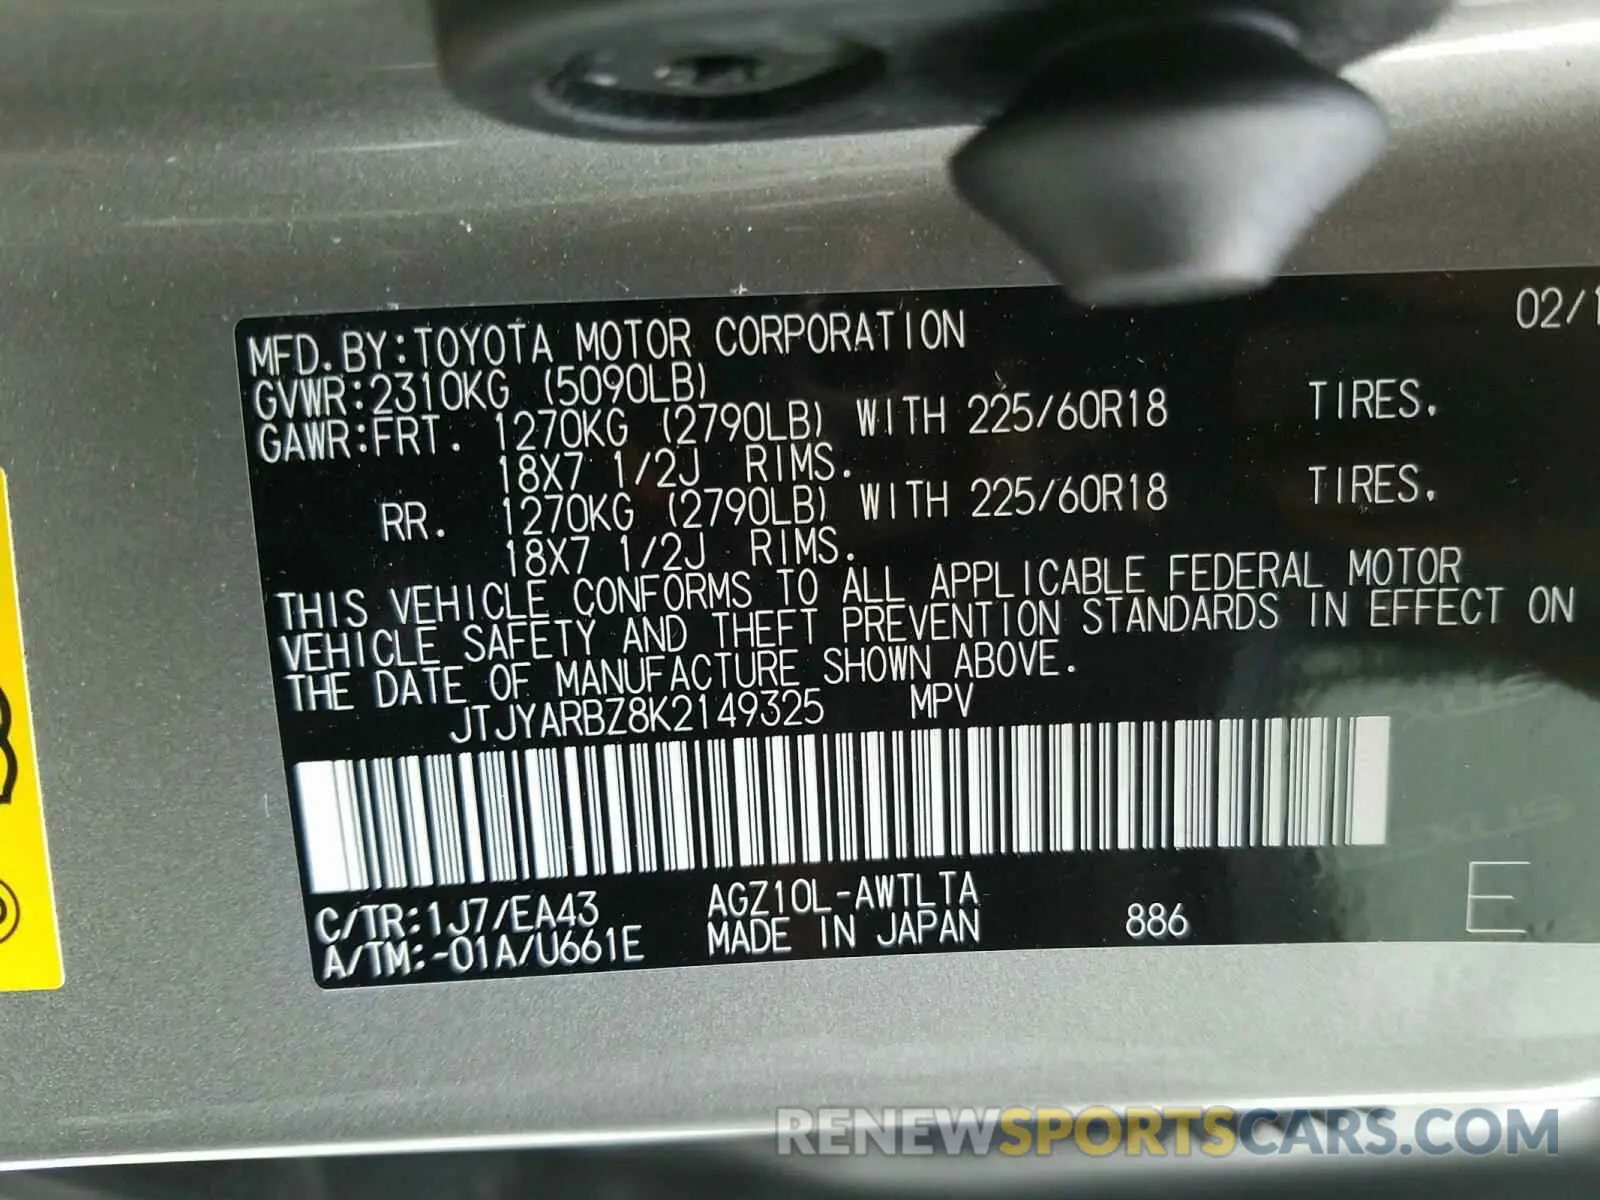 02/1
MFD.BY:TOYOTA MOTOR CORPORATION
GVWR:2310KG (5090LB)
GAWR:FRT. 1270KG (2790LB) WITH 225/60R18 TIRES.
18X7 1/2J RIMS.
RR. 1270KG (2790LB) WITH 225/60R18 TIRES.
18X7 1/2J RIMS.
THIS VEHICLE CONFORMS TO ALL APPLICABLE FEDERAL MOTOR
VEHICLE SAFETY AND THEFT PREVENTION STANDARDS IN EFFECT ON
THE DATE OF MANUFACTURE SHOWN ABOVE.
JTJYARBZ8K2149325 MPV
C/TR:1J7/EA43 AGZ10L-AWTLTA
A/TM:-01A/U661E MADE IN JAPAN 886 E
RENEWSPORTSCARS.COM